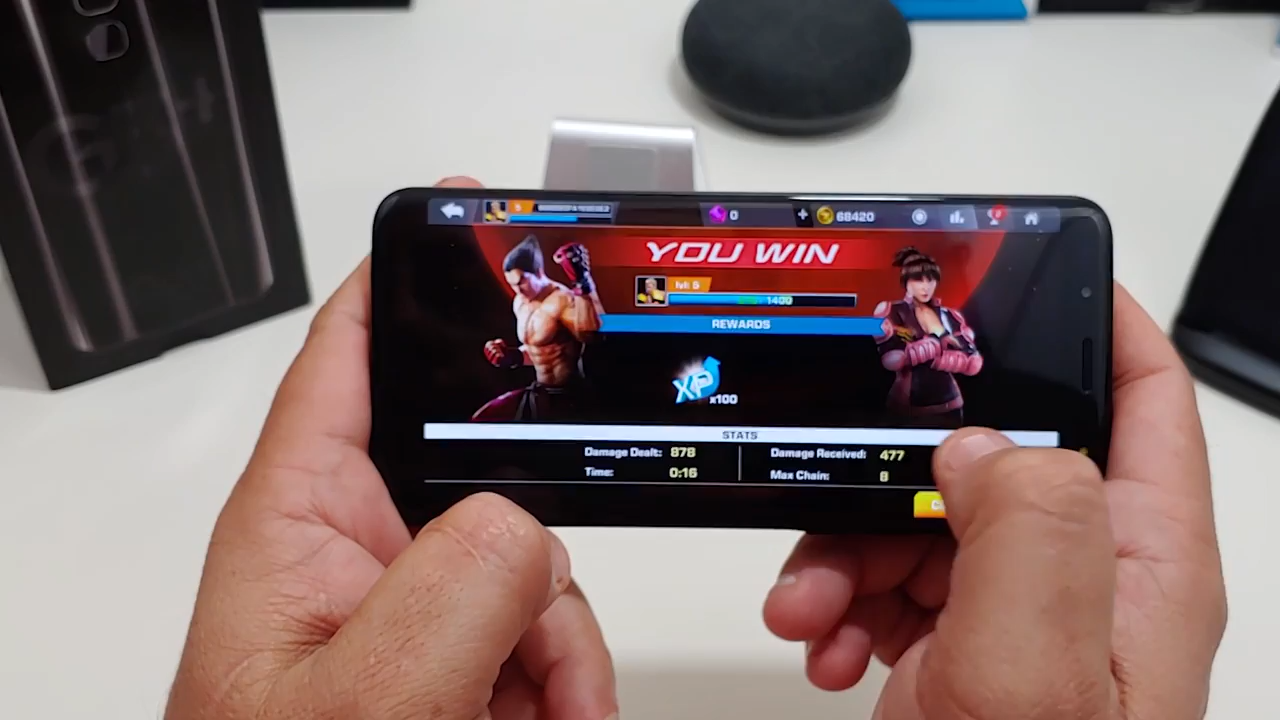 5
0
68420
YOU WIN
lvl: 5
1400
REWARDS
XP
x100
STATS
Damage Dealt: 878
Damage Received: 477
Time: 0:16
Max Chain: 8